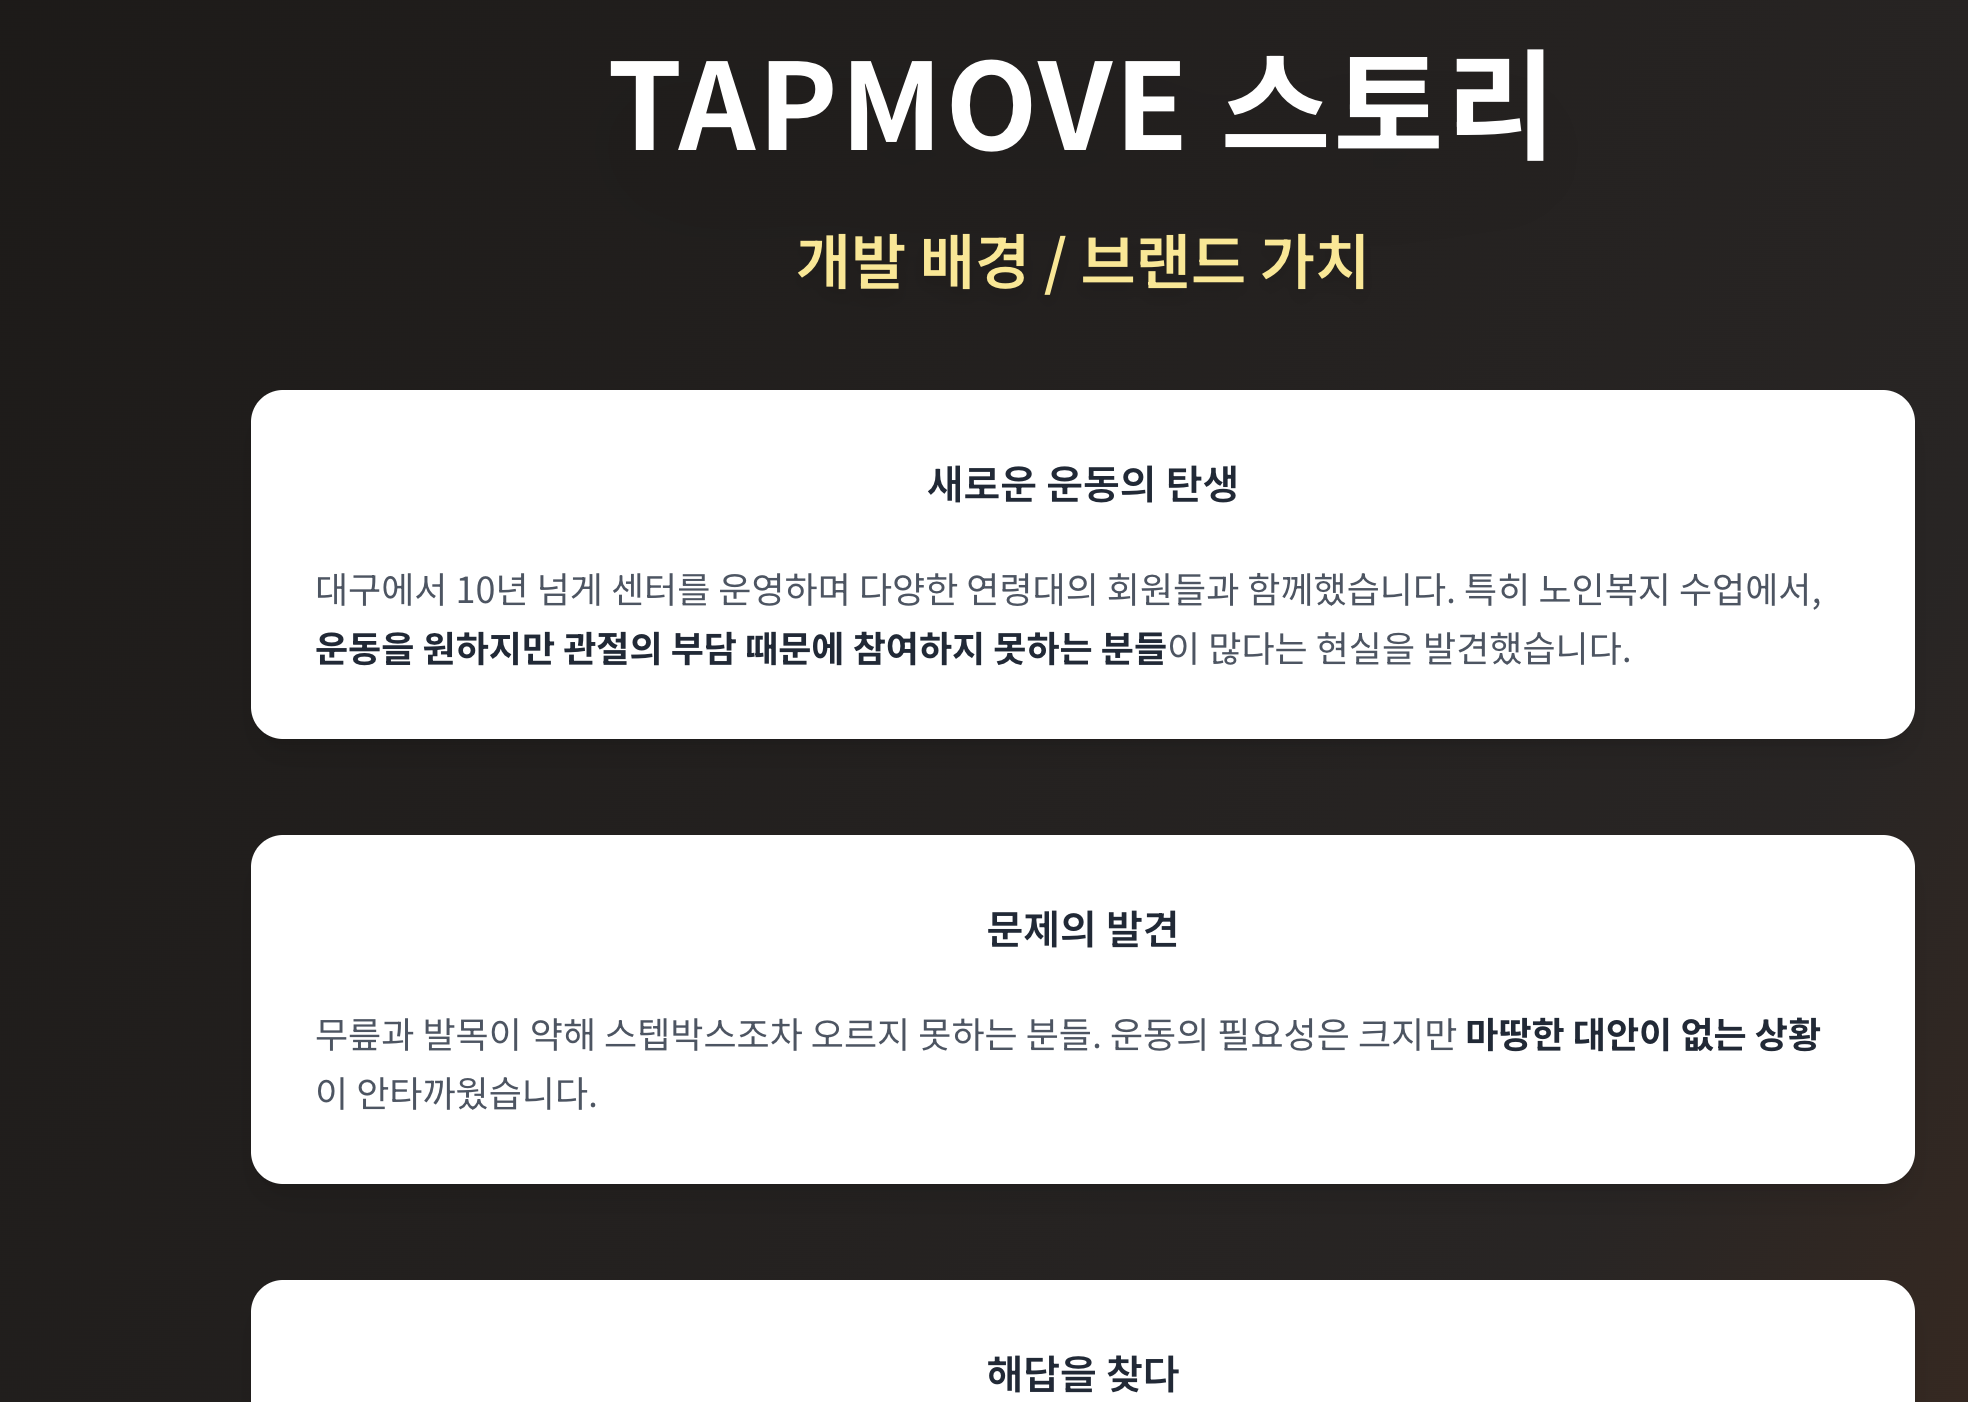 TAPMOVE 스토리
개발 배경 / 브랜드 가치
새로운 운동의 탄생
대구에서 10년 넘게 센터를 운영하며 다양한 연령대의 회원들과 함께했습니다. 특히 노인복지 수업에서,
운동을 원하지만 관절의 부담 때문에 참여하지 못하는 분들이 많다는 현실을 발견했습니다.
문제의 발견
무릎과 발목이 약해 스텝박스조차 오르지 못하는 분들. 운동의 필요성은 크지만 마땅한 대안이 없는 상황
이 안타까웠습니다.
해답을 찾다